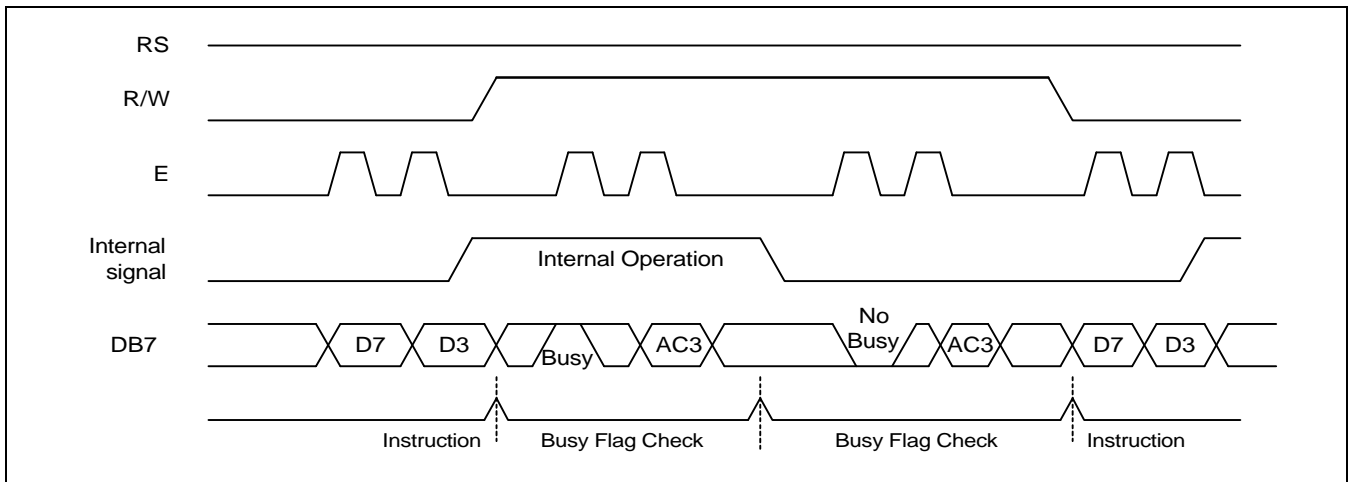 RS
R/W
E
Internal
signal
Internal Operation
DB7
D7
D3
Busy
AC3
No
Busy
AC3
D7
D3
Instruction
Busy Flag Check
Busy Flag Check
Instruction